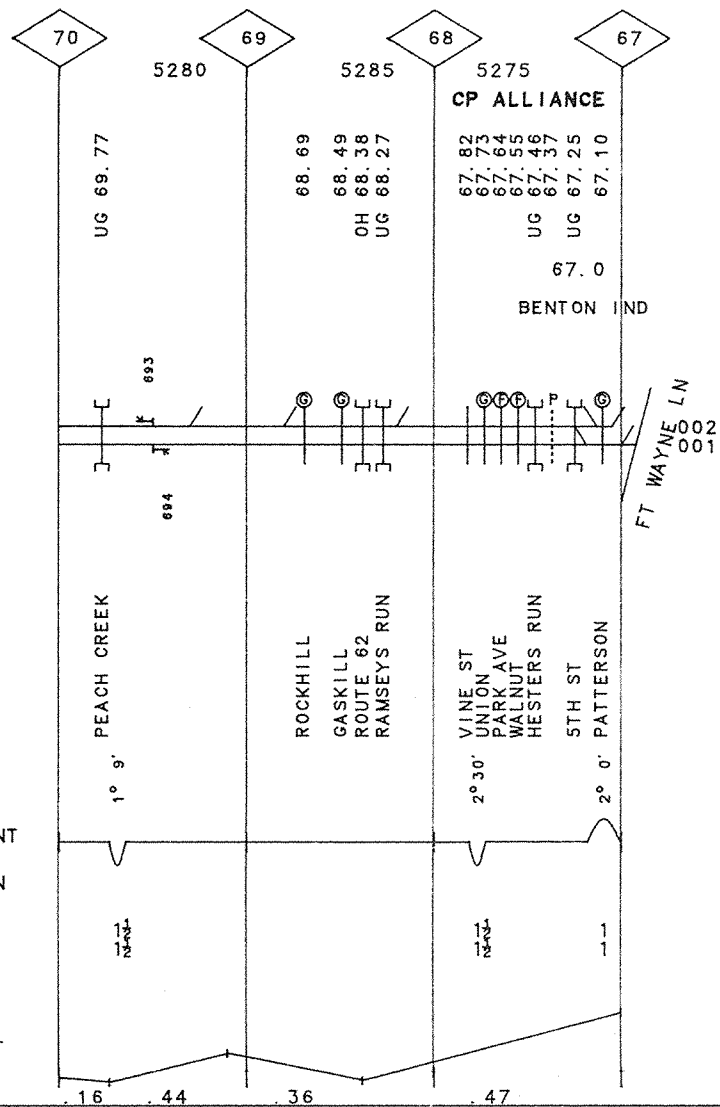 70 69 68 67
5280 5285 5275
CP ALLIANCE
UG 69.77
68.69
68.49
OH 68.38
UG 68.27
67.82
67.73
67.64
67.55
UG 67.46
67.37
UG 67.25
67.10
67.0
BENTON IND
693
G G G F F P G
FT WAYNE LN
002
001
694
PEACH CREEK
ROCKHILL
GASKILL
ROUTE 62
RAMSEYS RUN
VINE ST
UNION
PARK AVE
WALNUT
HESTERS RUN
5TH ST
PATTERSON
1° 9'
2° 30'
2° 0'
NT
N
1½ 1½ 1
1½ 1½ 1
.16 .44 .36 .47